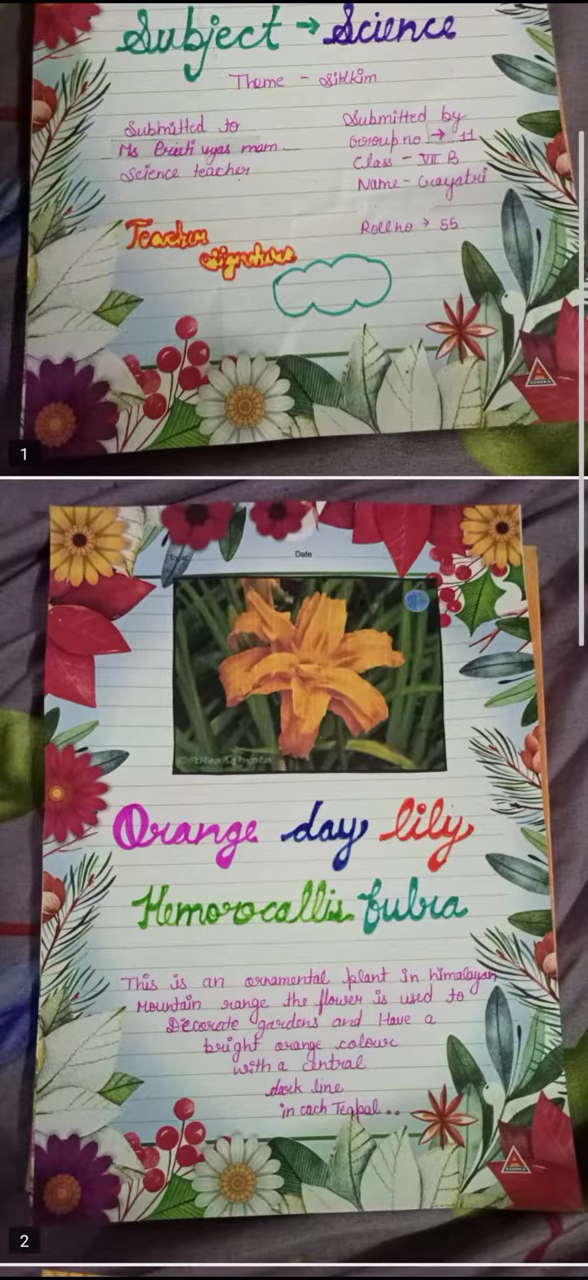 Subject → Science
Theme - Sikkim
Submitted to
Ms Preeti vyas mam
Science teacher
Submitted by
Group no → 11
Class - VII B
Name - Gayatri
Roll no → 55
Teacher
Signature
1
Date
Orange day lily
Hemorocallis fubra
This is an ornamental plant in himalayan
Mountain range the flower is used to
Decorate gardens and Have a
bright orange colour
with a central
dark line
in each Tegpal..
2